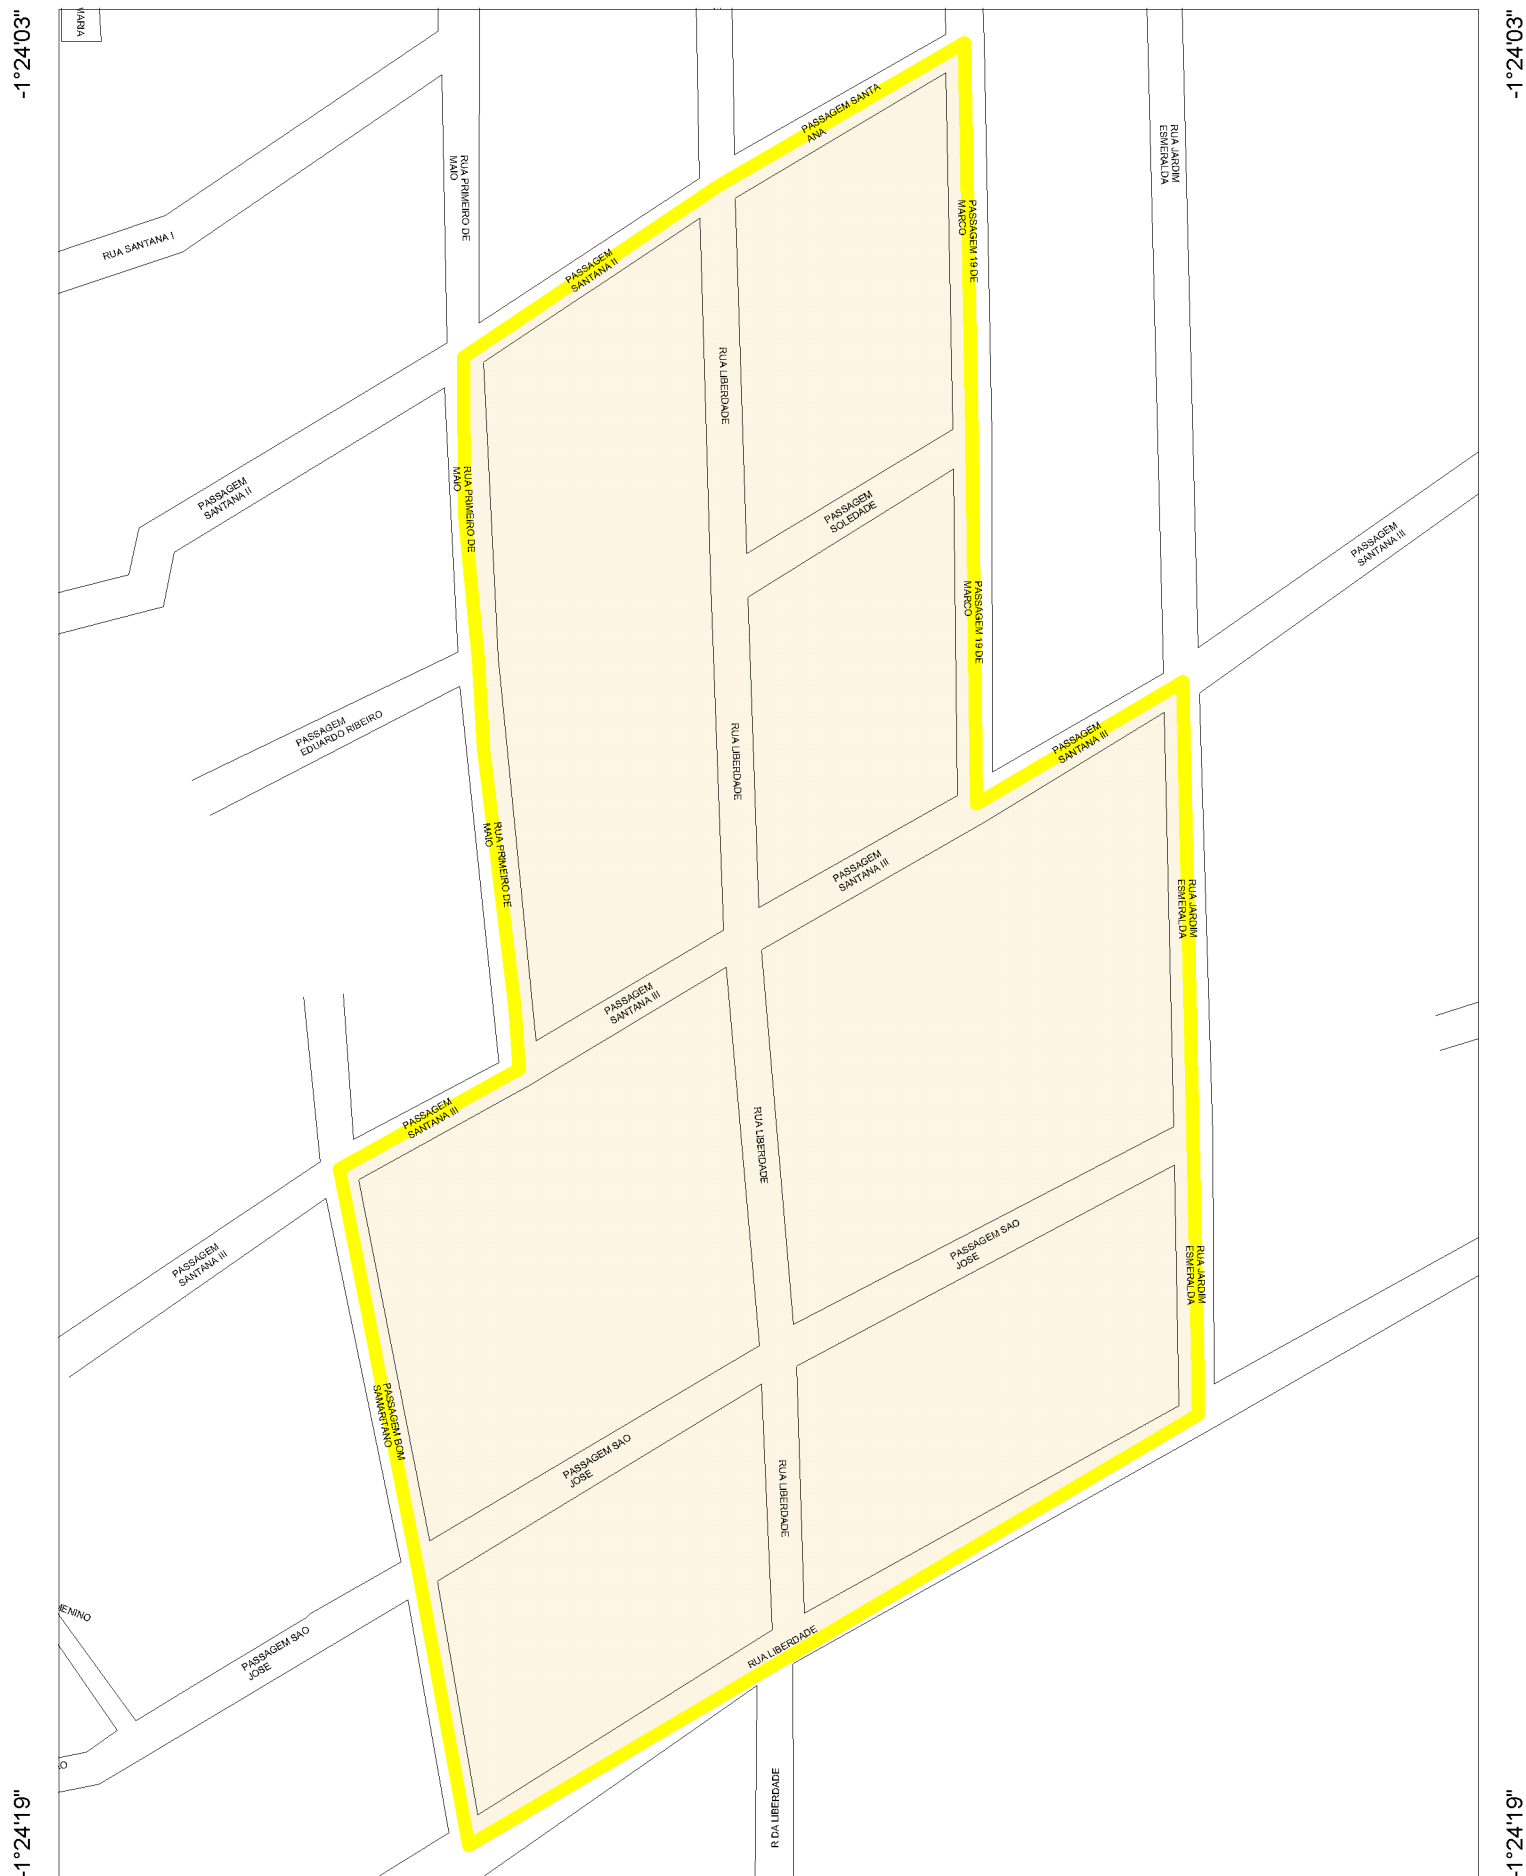 -1°24'03"
-1°24'03"
MARIA
PASSAGEM SANTA
ANA
RUA JARDIM
ESMERALDA
RUA PRIMEIRO DE
MAIO
RUA SANTANA I
PASSAGEM 19 DE
MARCO
PASSAGEM
SANTANA II
RUA LIBERDADE
PASSAGEM
SANTANA II
RUA PRIMEIRO DE
MAIO
PASSAGEM
SOLEDADE
PASSAGEM
SANTANA III
PASSAGEM 19 DE
MARCO
PASSAGEM
EDUARDO RIBEIRO
PASSAGEM
SANTANA III
RUA LIBERDADE
RUA PRIMEIRO DE
MAIO
PASSAGEM
SANTANA III
RUA JARDIM
ESMERALDA
PASSAGEM
SANTANA III
PASSAGEM
SANTANA III
RUA LIBERDADE
PASSAGEM SAO
JOSE
PASSAGEM
SANTANA III
RUA JARDIM
ESMERALDA
PASSAGEM BOM
SAMARITANO
PASSAGEM SAO
JOSE
RUA LIBERDADE
MENINO
PASSAGEM SAO
JOSE
RUA LIBERDADE
R DA LIBERDADE
-1°24'19"
-1°24'19"